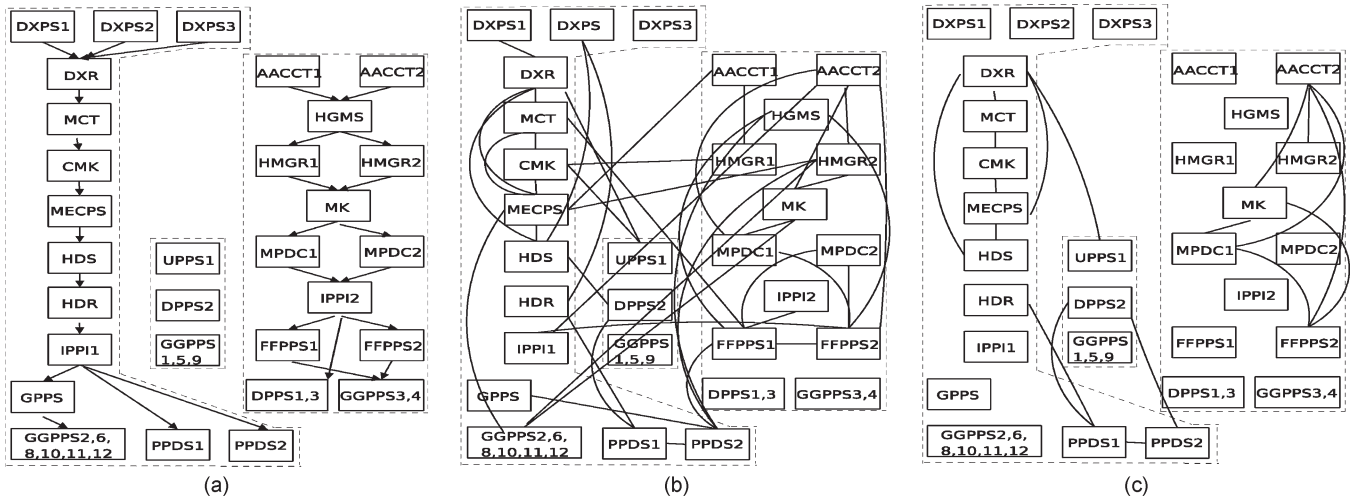 DXPS1 DXPS2 DXPS3
DXR
MCT
CMK
MECPS
HDS
HDR
IPPI1
GPPS
GGPPS2,6,
8,10,11,12
PPDS1
PPDS2
UPPS1
DPPS2
GGPPS
1,5,9
AACCT1 AACCT2
HGMS
HMGR1 HMGR2
MK
MPDC1 MPDC2
IPPI2
FFPPS1 FFPPS2
DPPS1,3 GGPPS3,4
(a)
DXPS1 DXPS DXPS3
DXR
MCT
CMK
MECPS
HDS
HDR
IPPI1
GPPS
GGPPS2,6,
8,10,11,12
PPDS1
PPDS2
UPPS1
DPPS2
GGPPS
1,5,9
AACCT1 AACCT2
HGMS
HMGR1 HMGR2
MK
MPDC1 MPDC2
IPPI2
FFPPS1 FFPPS2
DPPS1,3 GGPPS3,4
(b)
DXPS1 DXPS2 DXPS3
DXR
MCT
CMK
MECPS
HDS
HDR
IPPI1
GPPS
GGPPS2,6,
8,10,11,12
PPDS1
PPDS2
UPPS1
DPPS2
GGPPS
1,5,9
AACCT1 AACCT2
HGMS
HMGR1 HMGR2
MK
MPDC1 MPDC2
IPPI2
FFPPS1 FFPPS2
DPPS1,3 GGPPS3,4
(c)